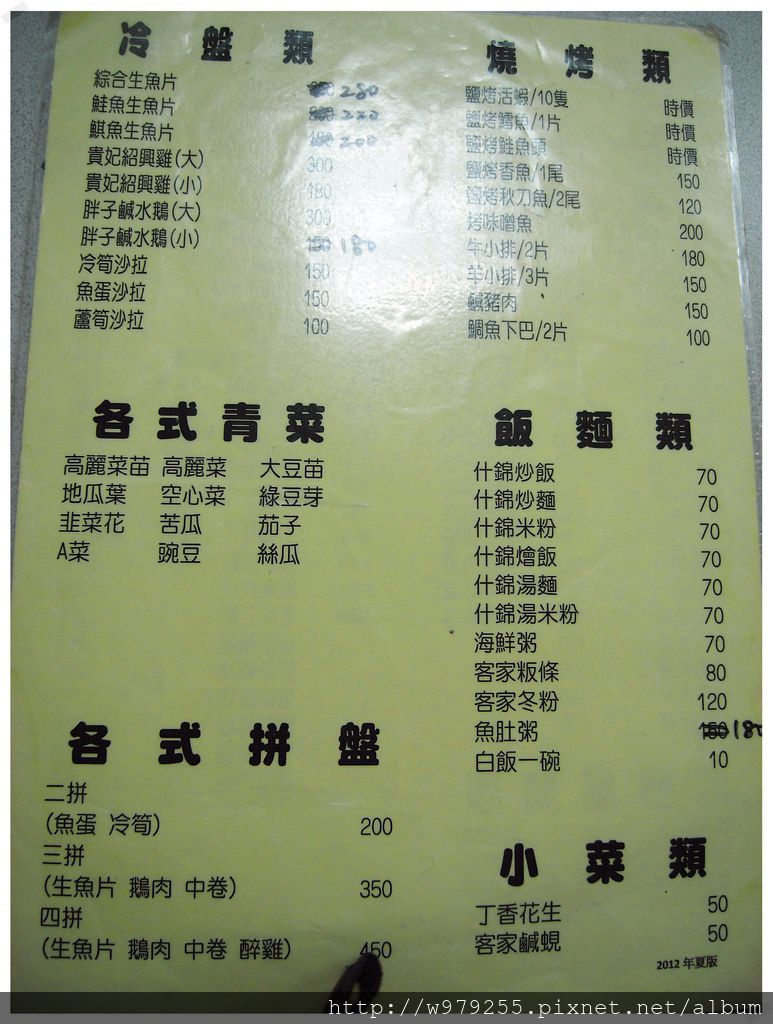 冷盤類
綜合生魚片 280
鮭魚生魚片 220
鯕魚生魚片 180 200
貴妃紹興雞(大) 300
貴妃紹興雞(小) 180
胖子鹹水鵝(大) 300
胖子鹹水鵝(小) 150 180
冷筍沙拉 150
魚蛋沙拉 150
蘆筍沙拉 100
燒烤類
鹽烤活蝦/10隻 時價
鹽烤鱈魚/1片 時價
鹽烤鮭魚頭 時價
鹽烤香魚/1尾 150
鹽烤秋刀魚/2尾 120
烤味噌魚 200
牛小排/2片 180
羊小排/3片 150
鹹豬肉 150
鯛魚下巴/2片 100
各式青菜
高麗菜苗 高麗菜 大豆苗
地瓜葉 空心菜 綠豆芽
韭菜花 苦瓜 茄子
A菜 豌豆 絲瓜
飯麵類
什錦炒飯 70
什錦炒麵 70
什錦米粉 70
什錦燴飯 70
什錦湯麵 70
什錦湯米粉 70
海鮮粥 70
客家粄條 80
客家冬粉 120
魚肚粥 150 180
白飯一碗 10
各式拼盤
二拼
(魚蛋 冷筍) 200
三拼
(生魚片 鵝肉 中卷) 350
四拼
(生魚片 鵝肉 中卷 醉雞) 450
小菜類
丁香花生 50
客家鹹蜆 50
2012年夏版
http://w979255.pixnet.net/album